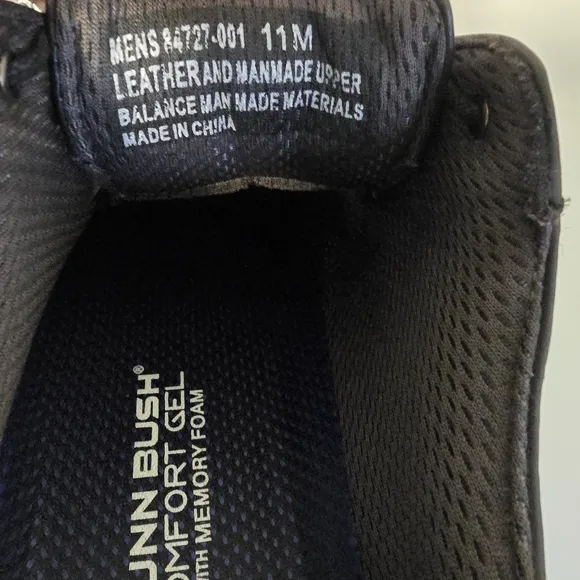 MENS 84727-001 11M
LEATHER AND MANMADE UPPER
BALANCE MAN MADE MATERIALS
MADE IN CHINA
UNN BUSH
OMFORT GEL
WITH MEMORY FOAM